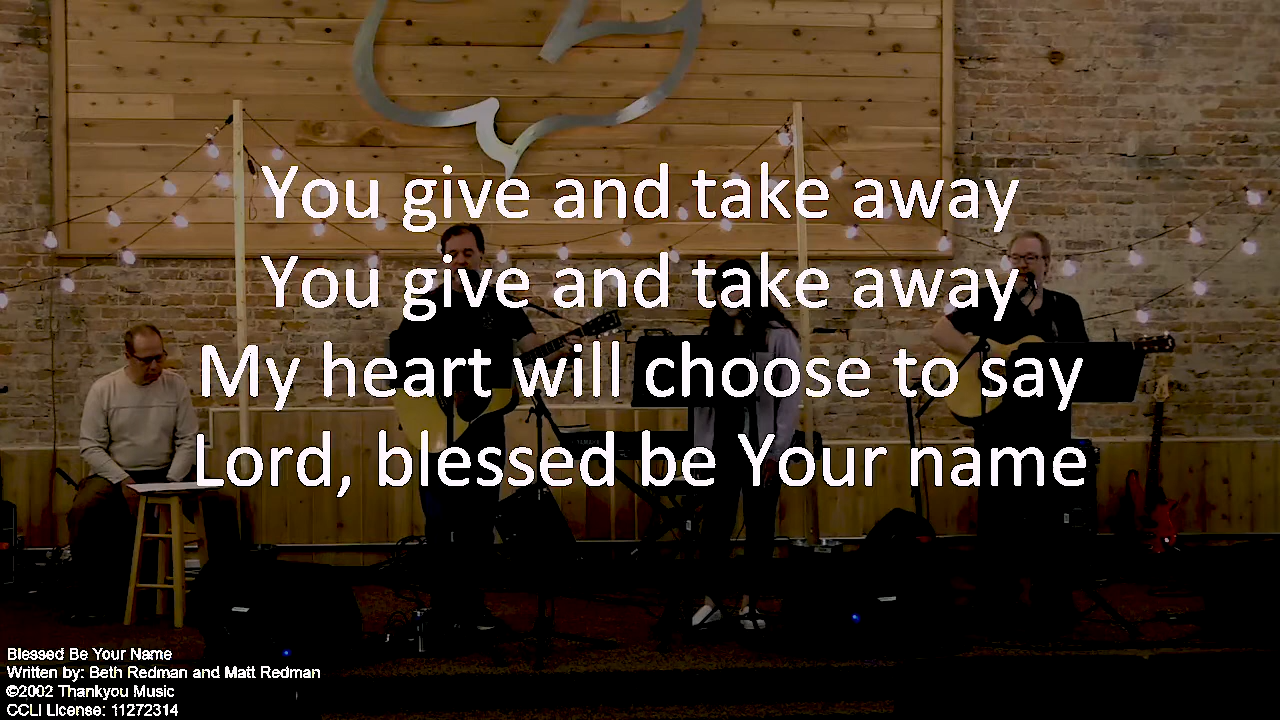 You give and take away
You give and take away
My heart will choose to say
Lord, blessed be Your name
Blessed Be Your Name
Written by: Beth Redman and Matt Redman
©2002 Thankyou Music
CCLI License: 11272314